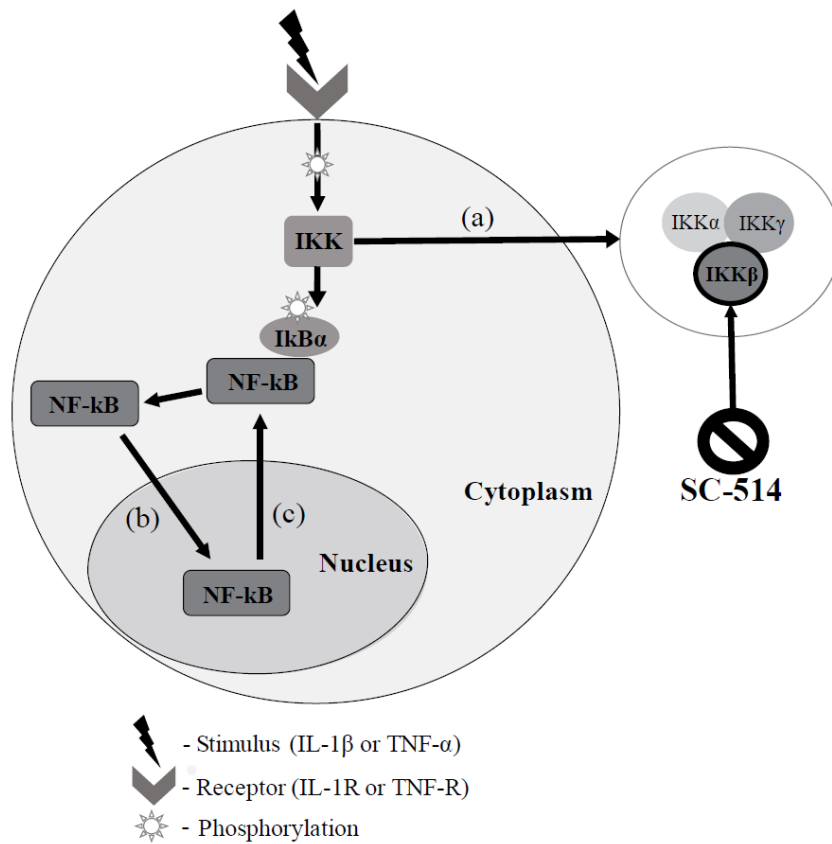 (a)
IKKα
IKKγ
IKK
IKKβ
IkBα
NF-kB
NF-kB
SC-514
Cytoplasm
(b)
(c)
Nucleus
NF-kB
- Stimulus (IL-1β or TNF-α)
- Receptor (IL-1R or TNF-R)
- Phosphorylation